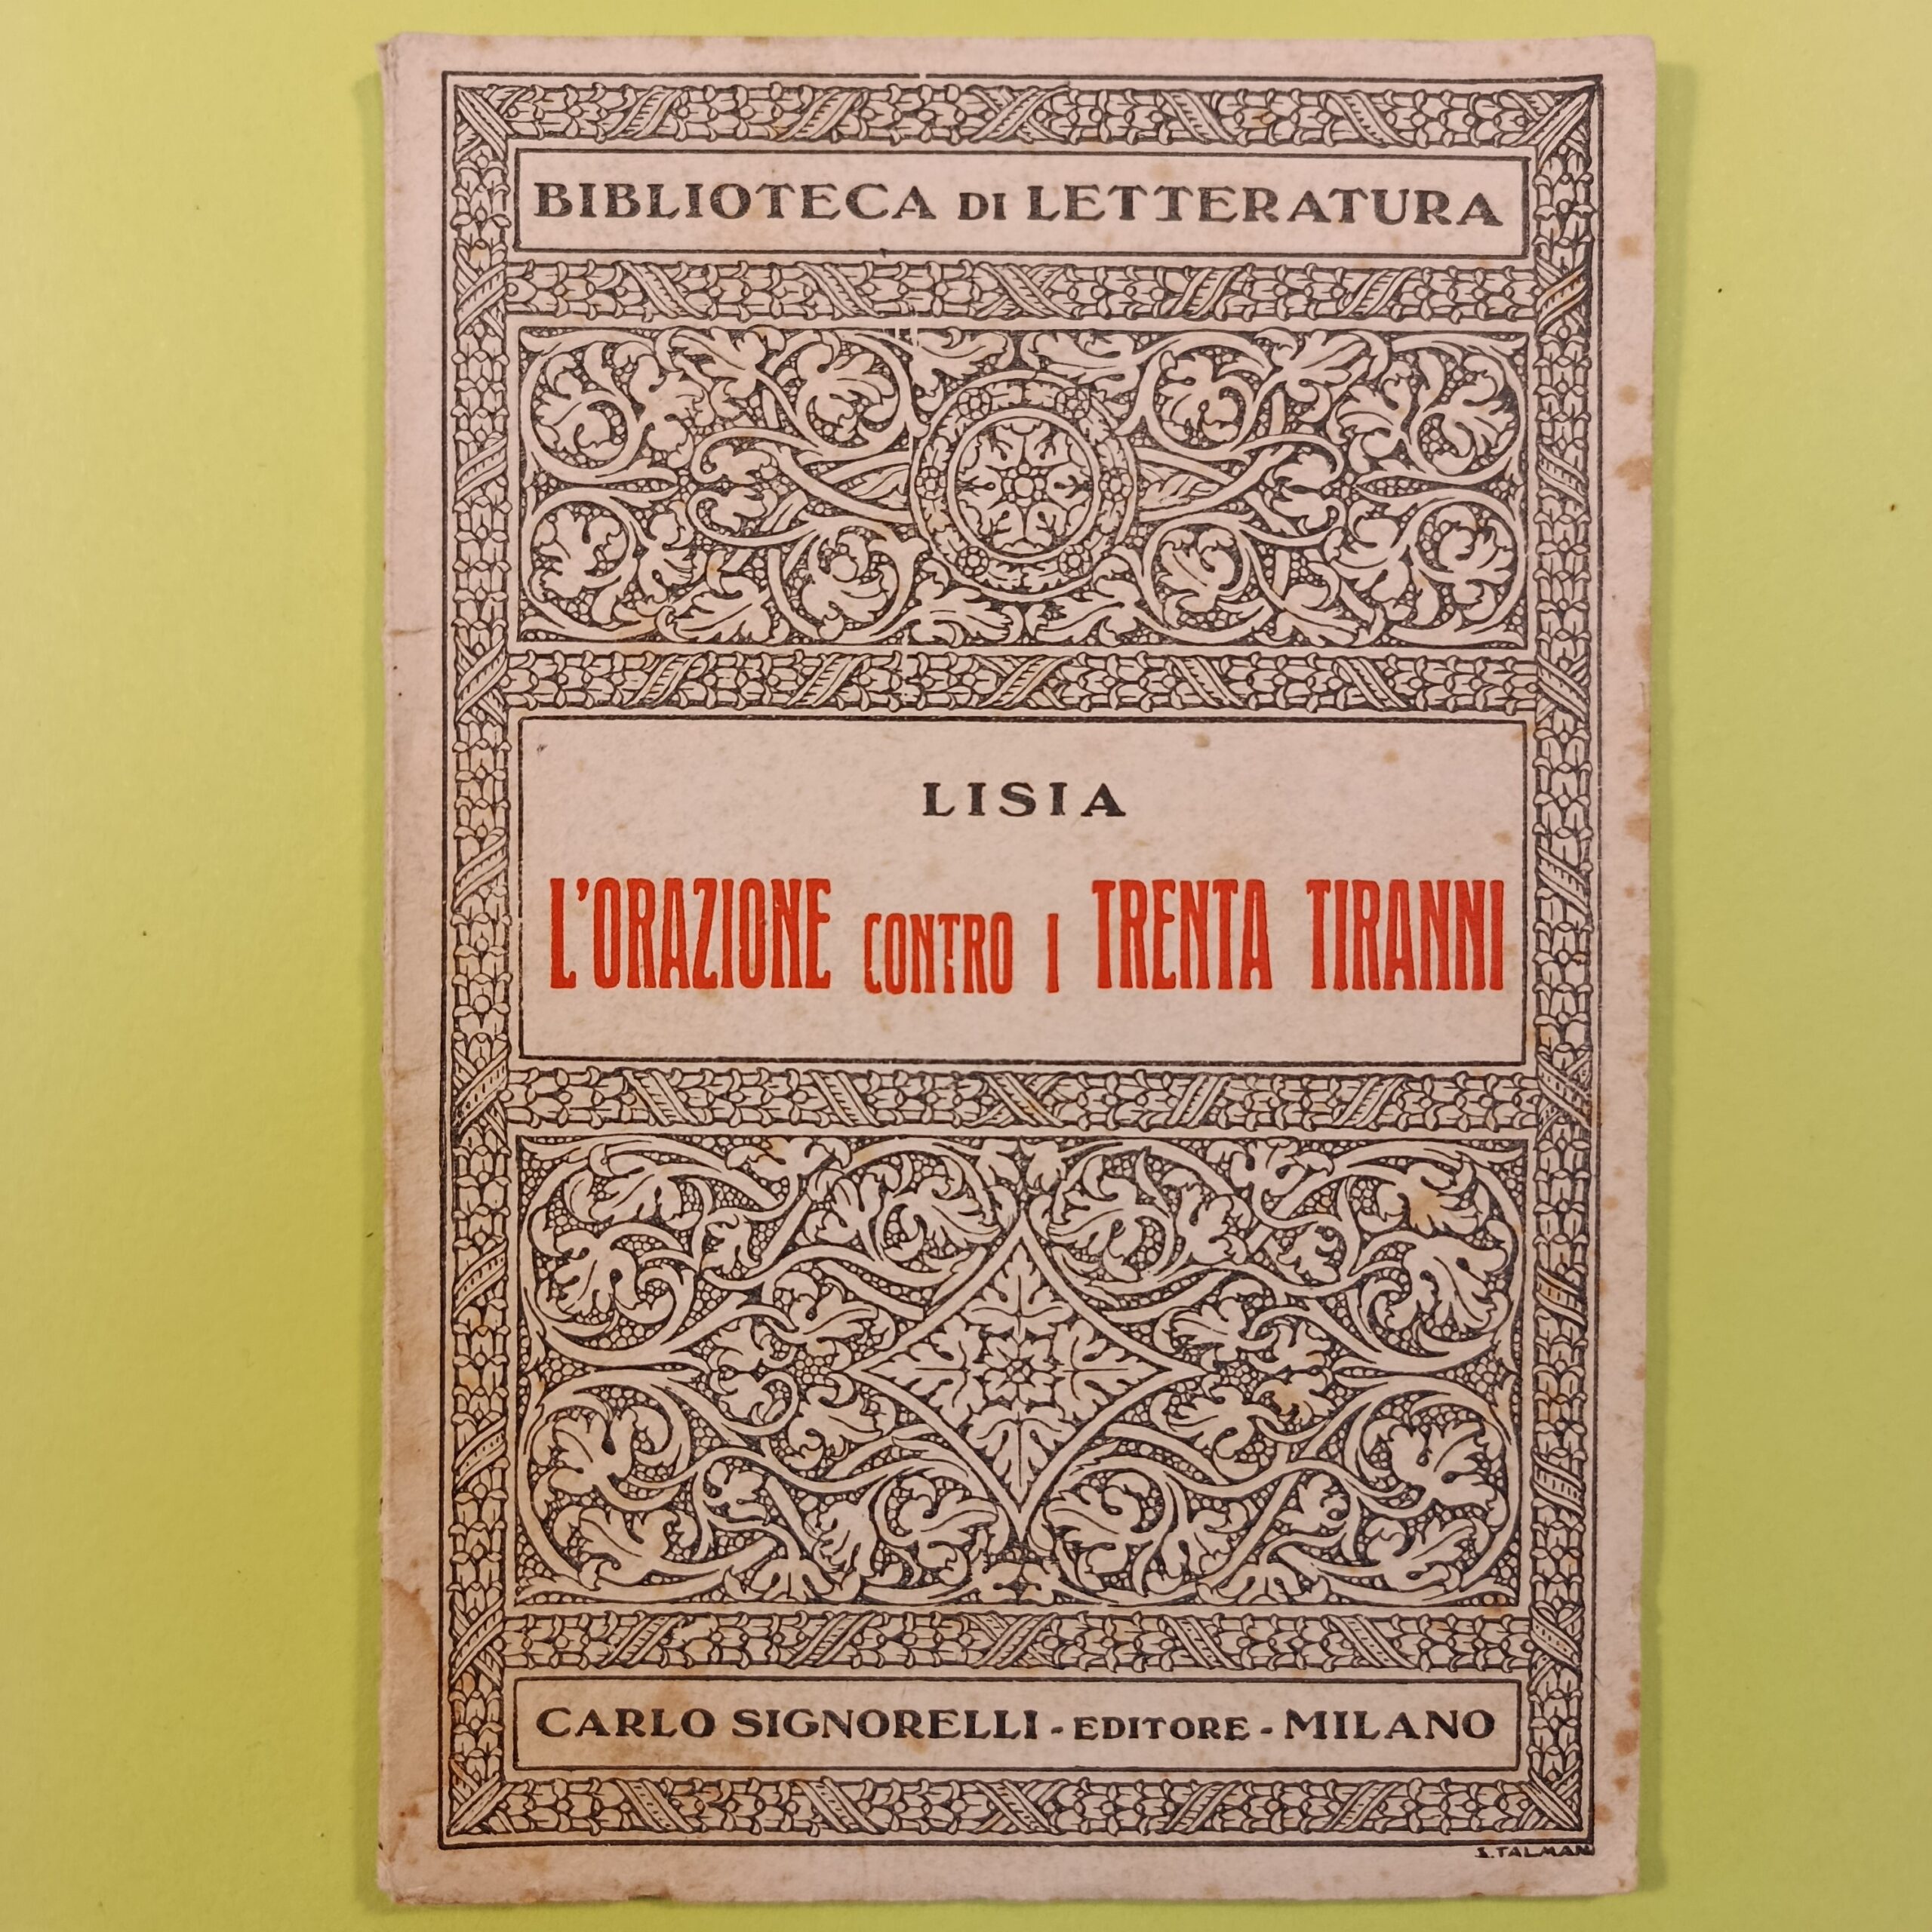 BIBLIOTECA DI LETTERATURA
LISIA
L'ORAZIONE CONTRO I TRENTA TIRANNI
CARLO SIGNORELLI - EDITORE - MILANO
S. TALMAN